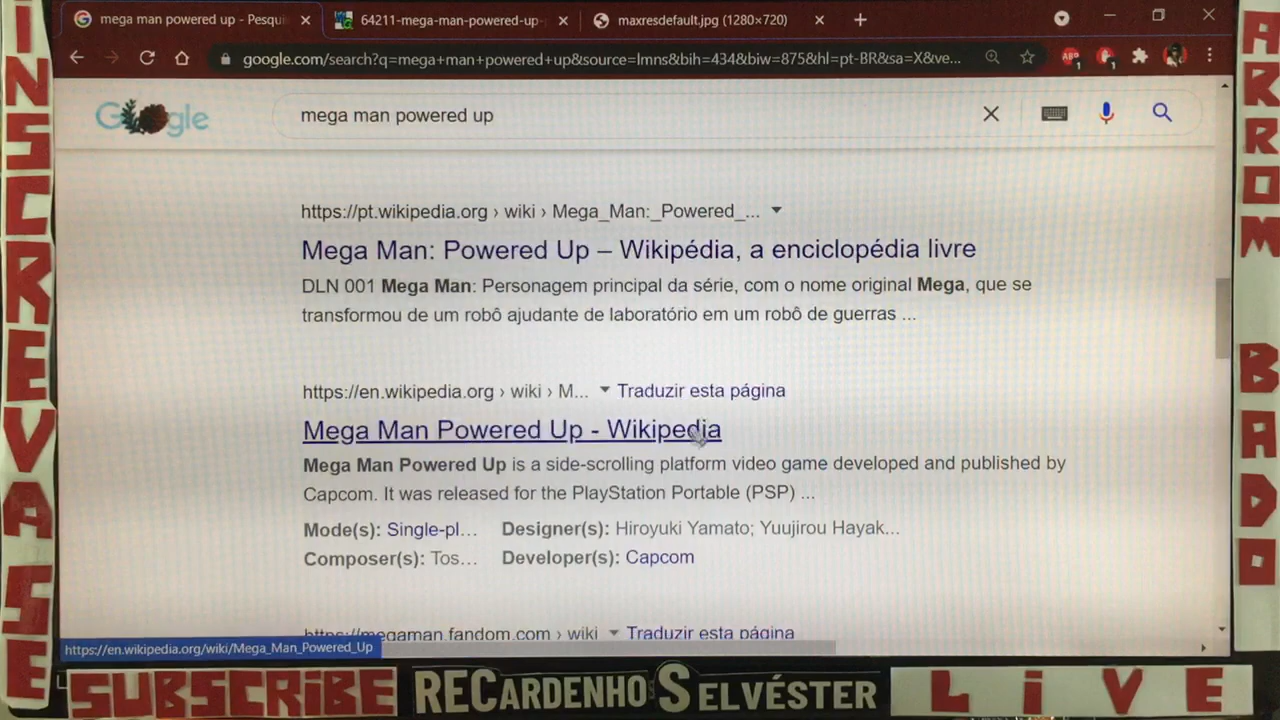 mega man powered up - Pesqui
64211-mega-man-powered-up-
maxresdefault.jpg (1280×720)
google.com/search?q=mega+man+powered+up&source=lmns&bih=434&biw=875&hl=pt-BR&sa=X&ve...
ABP
1
1
Google
mega man powered up
https://pt.wikipedia.org › wiki › Mega_Man:_Powered_...
Mega Man: Powered Up – Wikipédia, a enciclopédia livre
DLN 001 Mega Man: Personagem principal da série, com o nome original Mega, que se
transformou de um robô ajudante de laboratório em um robô de guerras ...
https://en.wikipedia.org › wiki › M... Traduzir esta página
Mega Man Powered Up - Wikipedia
Mega Man Powered Up is a side-scrolling platform video game developed and published by
Capcom. It was released for the PlayStation Portable (PSP) ...
Mode(s): Single-pl... Designer(s): Hiroyuki Yamato; Yuujirou Hayak...
Composer(s): Tos... Developer(s): Capcom
https://megaman.fandom.com › wiki Traduzir esta página
https://en.wikipedia.org/wiki/Mega_Man_Powered_Up
INSCREVA SE
ARROMBADO
SUBSCRIBE
RECARDENHO SELVÉSTER
LiVE